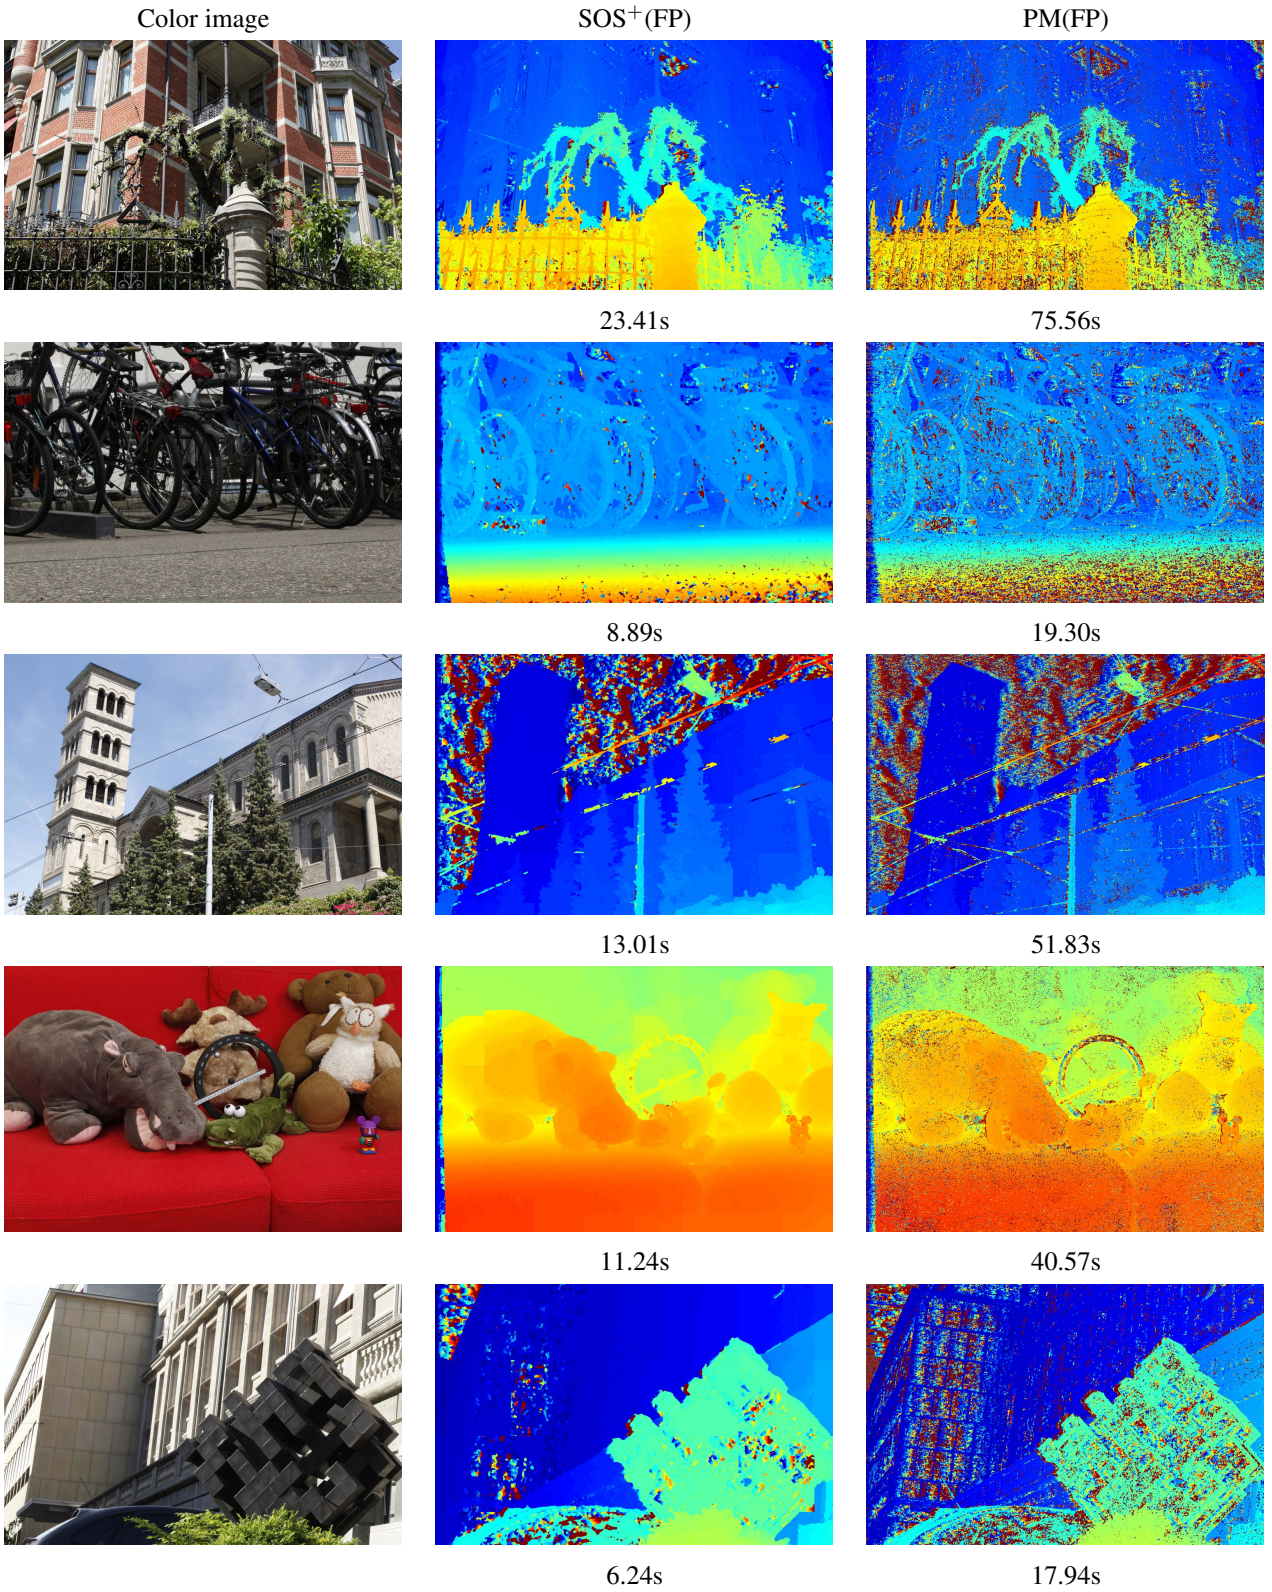 Color image SOS⁺(FP) PM(FP)
23.41s 75.56s
8.89s 19.30s
13.01s 51.83s
11.24s 40.57s
6.24s 17.94s